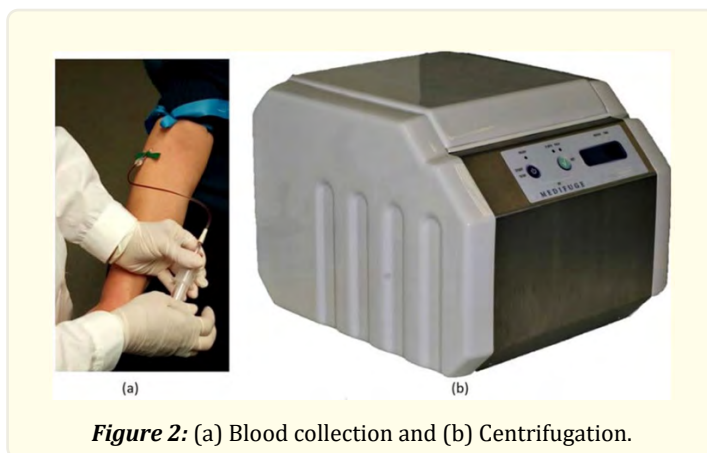 MEDIFUGE
(a)
(b)
Figure 2: (a) Blood collection and (b) Centrifugation.